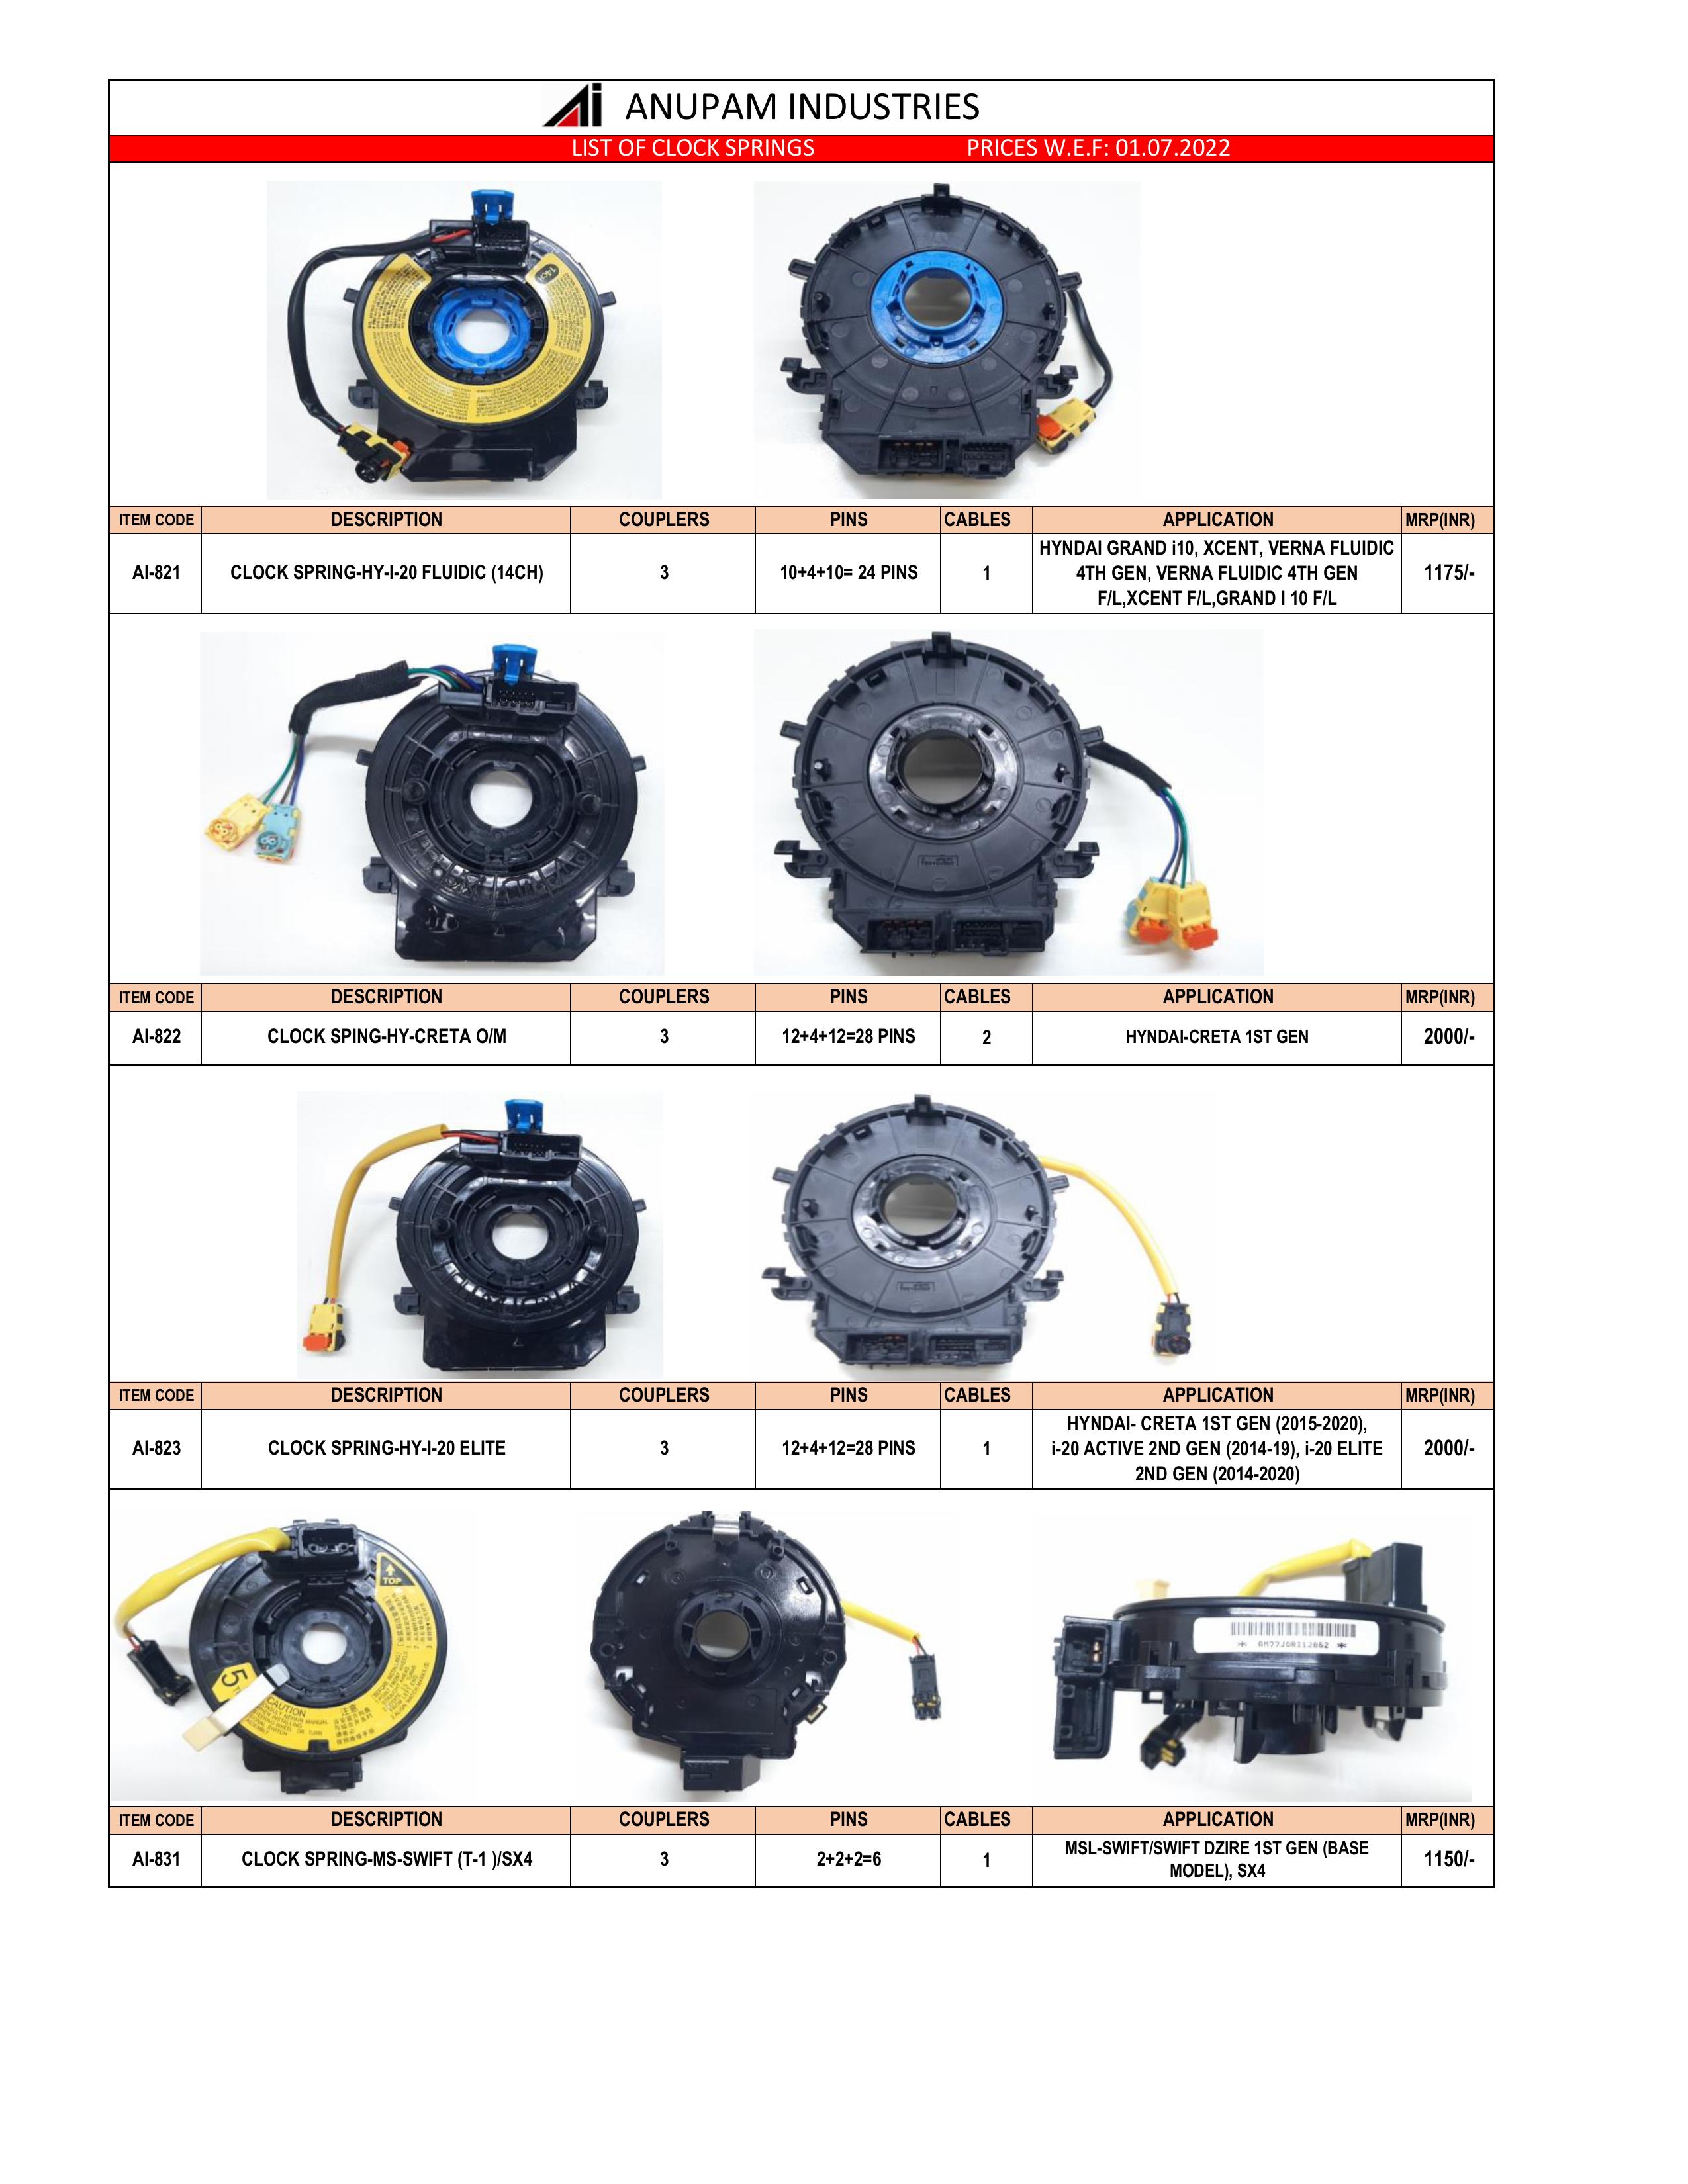 Ai ANUPAM INDUSTRIES
LIST OF CLOCK SPRINGS PRICES W.E.F: 01.07.2022
14CH
ITEM CODE DESCRIPTION COUPLERS PINS CABLES APPLICATION MRP(INR)
AI-821 CLOCK SPRING-HY-I-20 FLUIDIC (14CH) 3 10+4+10= 24 PINS 1 HYNDAI GRAND i10, XCENT, VERNA FLUIDIC
4TH GEN, VERNA FLUIDIC 4TH GEN
F/L,XCENT F/L,GRAND I 10 F/L 1175/-
ITEM CODE DESCRIPTION COUPLERS PINS CABLES APPLICATION MRP(INR)
AI-822 CLOCK SPING-HY-CRETA O/M 3 12+4+12=28 PINS 2 HYNDAI-CRETA 1ST GEN 2000/-
ITEM CODE DESCRIPTION COUPLERS PINS CABLES APPLICATION MRP(INR)
AI-823 CLOCK SPRING-HY-I-20 ELITE 3 12+4+12=28 PINS 1 HYNDAI- CRETA 1ST GEN (2015-2020),
i-20 ACTIVE 2ND GEN (2014-19), i-20 ELITE
2ND GEN (2014-2020) 2000/-
TOP
5
CAUTION
ITEM CODE DESCRIPTION COUPLERS PINS CABLES APPLICATION MRP(INR)
AI-831 CLOCK SPRING-MS-SWIFT (T-1 )/SX4 3 2+2+2=6 1 MSL-SWIFT/SWIFT DZIRE 1ST GEN (BASE
MODEL), SX4 1150/-